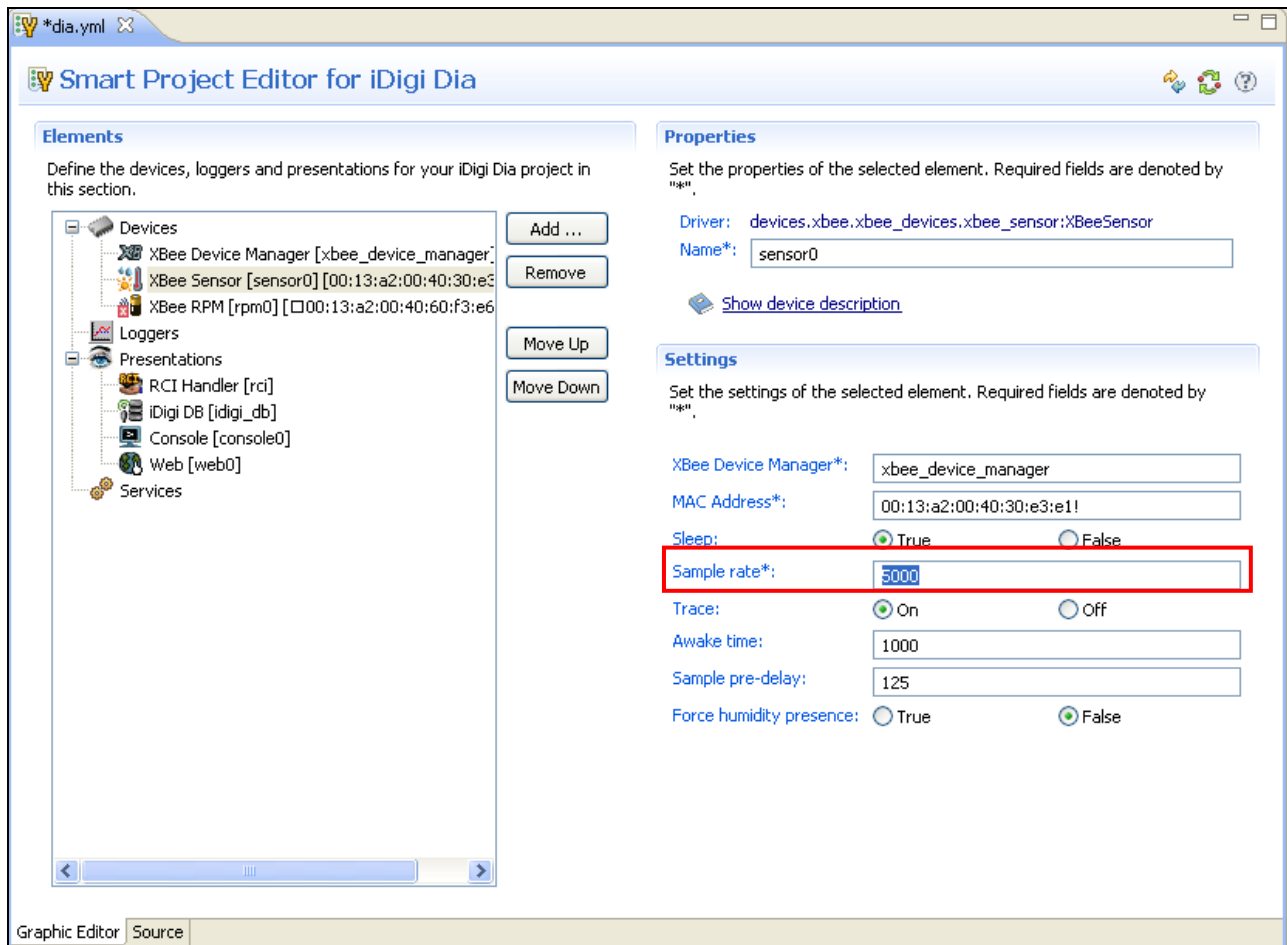 *dia.yml
Smart Project Editor for iDigi Dia
Elements
Define the devices, loggers and presentations for your iDigi Dia project in
this section.
Devices
XBee Device Manager [xbee_device_manager]
XBee Sensor [sensor0] [00:13:a2:00:40:30:e3
XBee RPM [rpm0] [□00:13:a2:00:40:60:f3:e6
Loggers
Presentations
RCI Handler [rci]
iDigi DB [idigi_db]
Console [console0]
Web [web0]
Services
Add ...
Remove
Move Up
Move Down
Properties
Set the properties of the selected element. Required fields are denoted by
"*".
Driver: devices.xbee.xbee_devices.xbee_sensor:XBeeSensor
Name*: sensor0
Show device description
Settings
Set the settings of the selected element. Required fields are denoted by
"*".
XBee Device Manager*: xbee_device_manager
MAC Address*: 00:13:a2:00:40:30:e3:e1!
Sleep: True False
Sample rate*: 5000
Trace: On Off
Awake time: 1000
Sample pre-delay: 125
Force humidity presence: True False
Graphic Editor Source